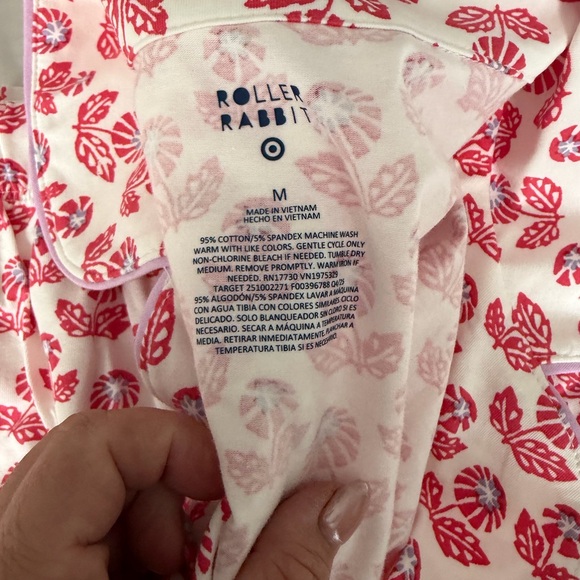 ROLLER
RABBIT
M
MADE IN VIETNAM
HECHO EN VIETNAM
95% COTTON/5% SPANDEX MACHINE WASH
WARM WITH LIKE COLORS. GENTLE CYCLE.ONLY
NON-CHLORINE BLEACH IF NEEDED. TUMBLE DRY
MEDIUM. REMOVE PROMPTLY. WARM IRON IF
NEEDED. RN17730 VN1975329
TARGET 251002271 F00396788 Q4/25
95% ALGODÓN/5% SPANDEX LAVAR A MÁQUINA
CON AGUA TIBIA CON COLORES SIMILARES CICLO
DELICADO. SOLO BLANQUEADOR SIN CLORO SI ES
NECESARIO. SECAR A MÁQUINA A TEMPERATURA
MEDIA. RETIRAR INMEDIATAMENTE. PLANCHAR A
TEMPERATURA TIBIA SI ES NECESARIO